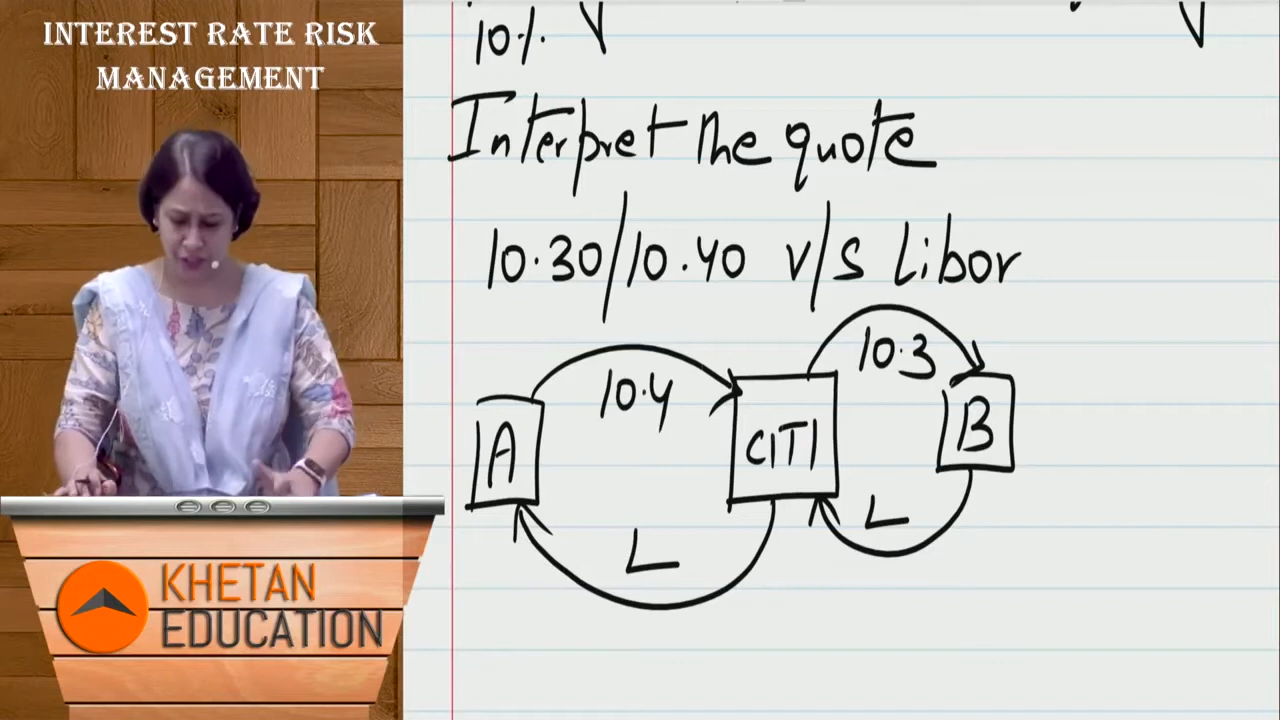 INTEREST RATE RISK
MANAGEMENT
10%
Interpret the quote
10.30/10.40 v/s Libor
10.4
10.3
A
CITI
B
L
L
KHETAN
EDUCATION